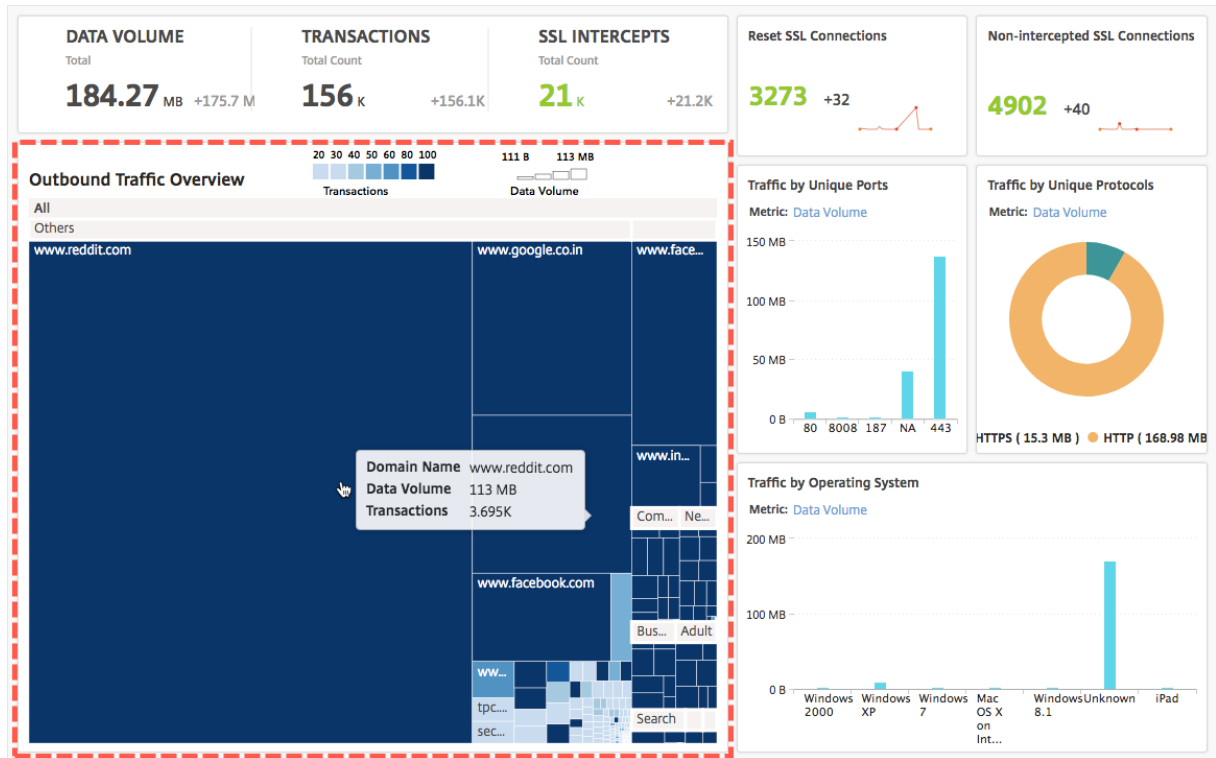 DATA VOLUME
Total
184.27 MB +175.7 M
TRANSACTIONS
Total Count
156 K +156.1K
SSL INTERCEPTS
Total Count
21 K +21.2K
Reset SSL Connections
3273 +32
Non-intercepted SSL Connections
4902 +40
Outbound Traffic Overview
20 30 40 50 60 80 100
Transactions
111 B 113 MB
Data Volume
All
Others
www.reddit.com
www.google.co.in
www.face...
www.in...
Domain Name www.reddit.com
Data Volume 113 MB
Transactions 3.695K
Com... Ne...
www.facebook.com
Bus... Adult
ww...
tpc....
sec...
Search
Traffic by Unique Ports
Metric: Data Volume
150 MB
100 MB
50 MB
0 B
80 8008 187 NA 443
Traffic by Unique Protocols
Metric: Data Volume
HTTPS ( 15.3 MB ) HTTP ( 168.98 MB
Traffic by Operating System
Metric: Data Volume
200 MB
100 MB
0 B
Windows 2000
Windows XP
Windows 7
Mac OS X on Int...
Windows 8.1
Unknown
iPad